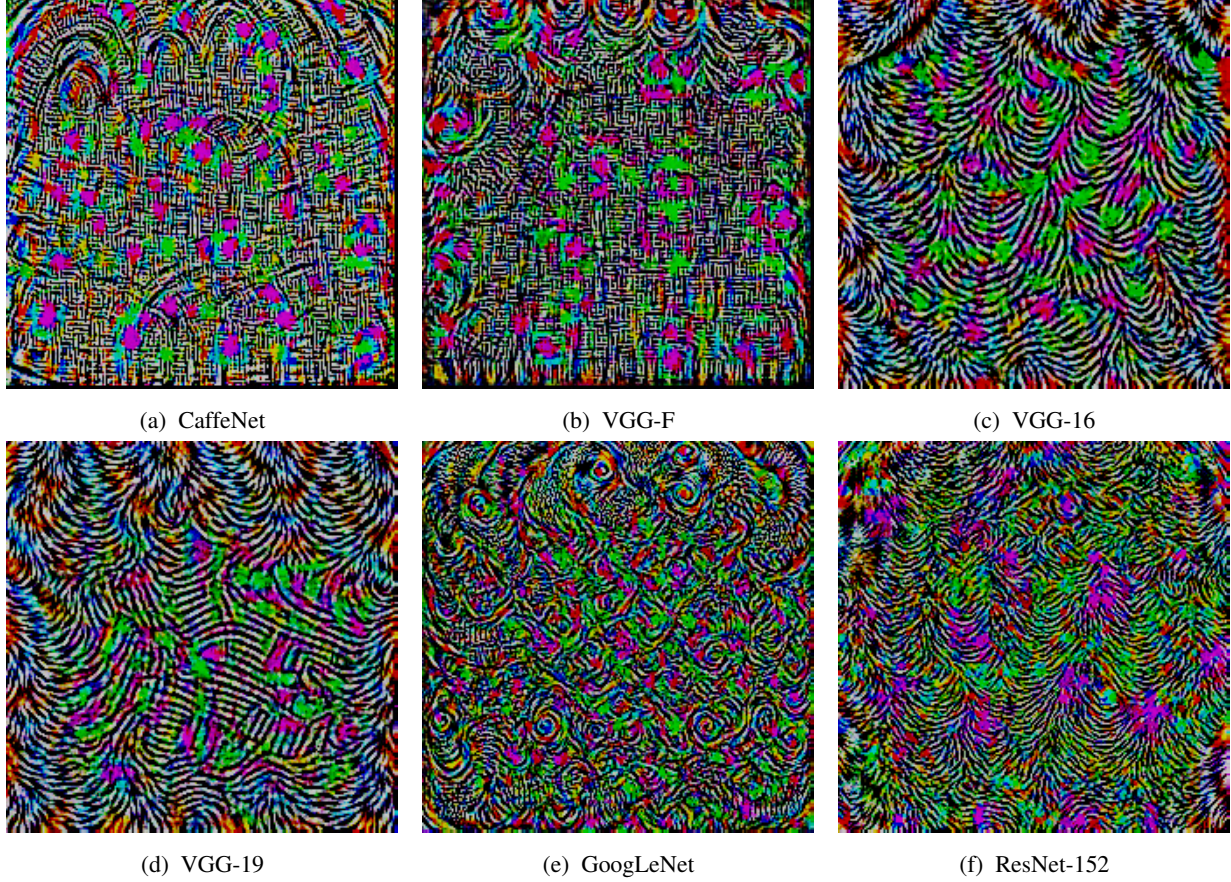 (a) CaffeNet
(b) VGG-F
(c) VGG-16
(d) VGG-19
(e) GoogLeNet
(f) ResNet-152